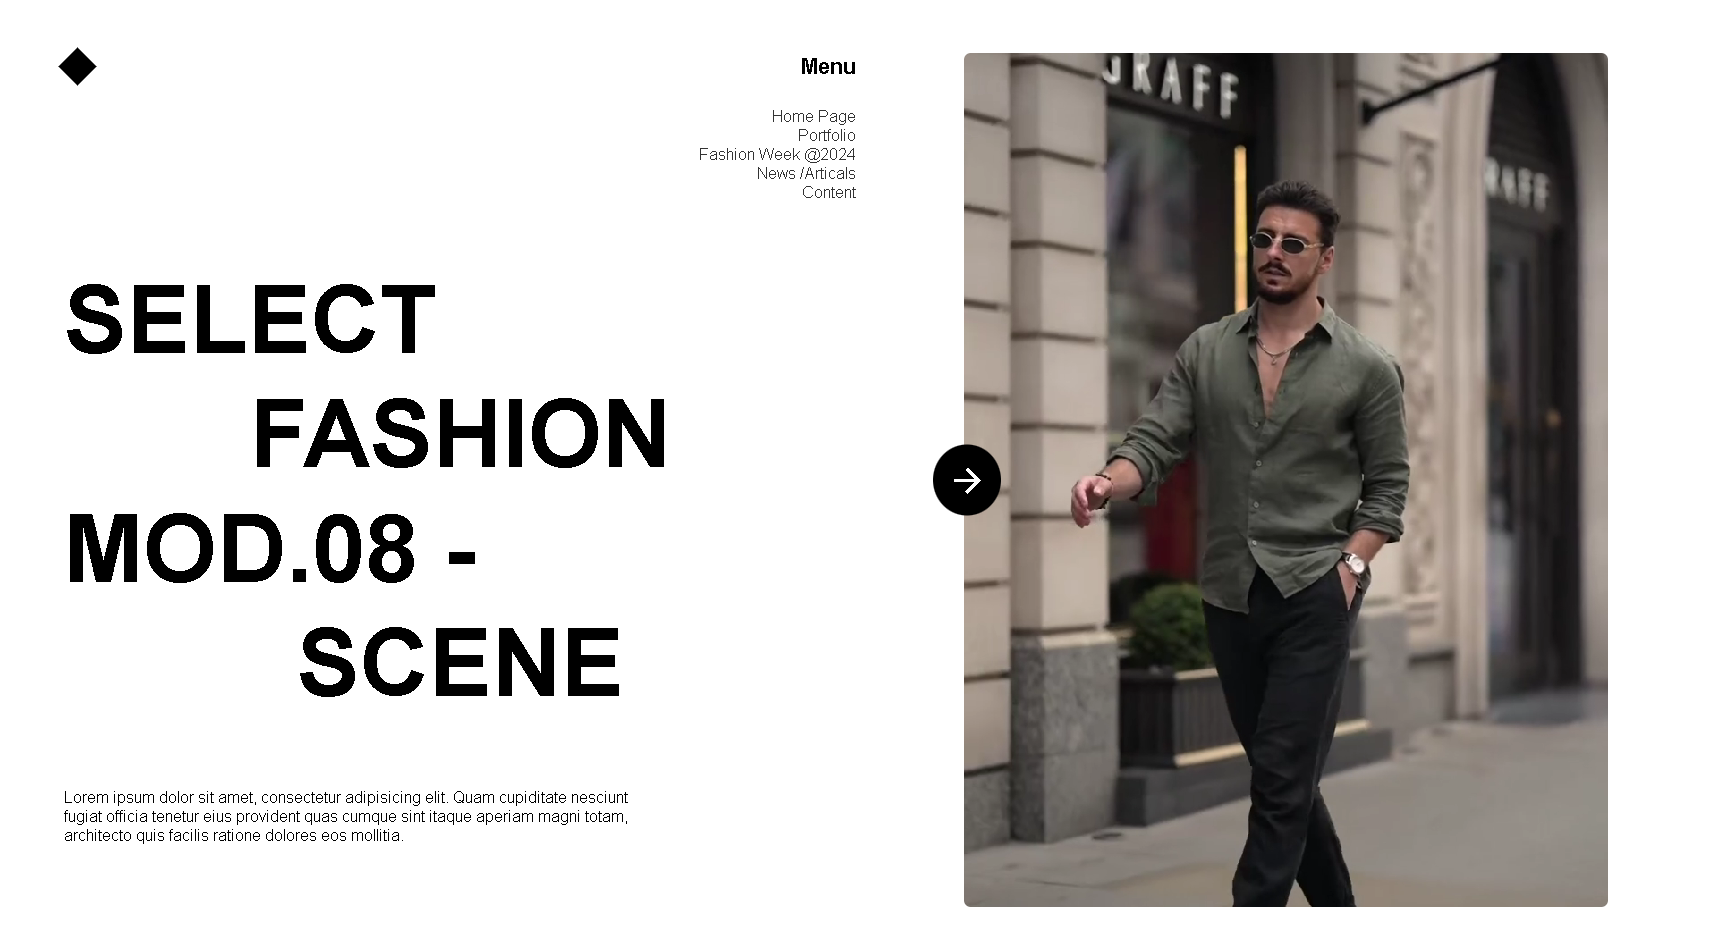 Menu
Home Page
Portfolio
Fashion Week @2024
News /Articals
Content
SELECT
FASHION
MOD.08 -
SCENE
Lorem ipsum dolor sit amet, consectetur adipisicing elit. Quam cupiditate nesciunt
fugiat officia tenetur eius provident quas cumque sint itaque aperiam magni totam,
architecto quis facilis ratione dolores eos mollitia.
GRAFF
GRAFF